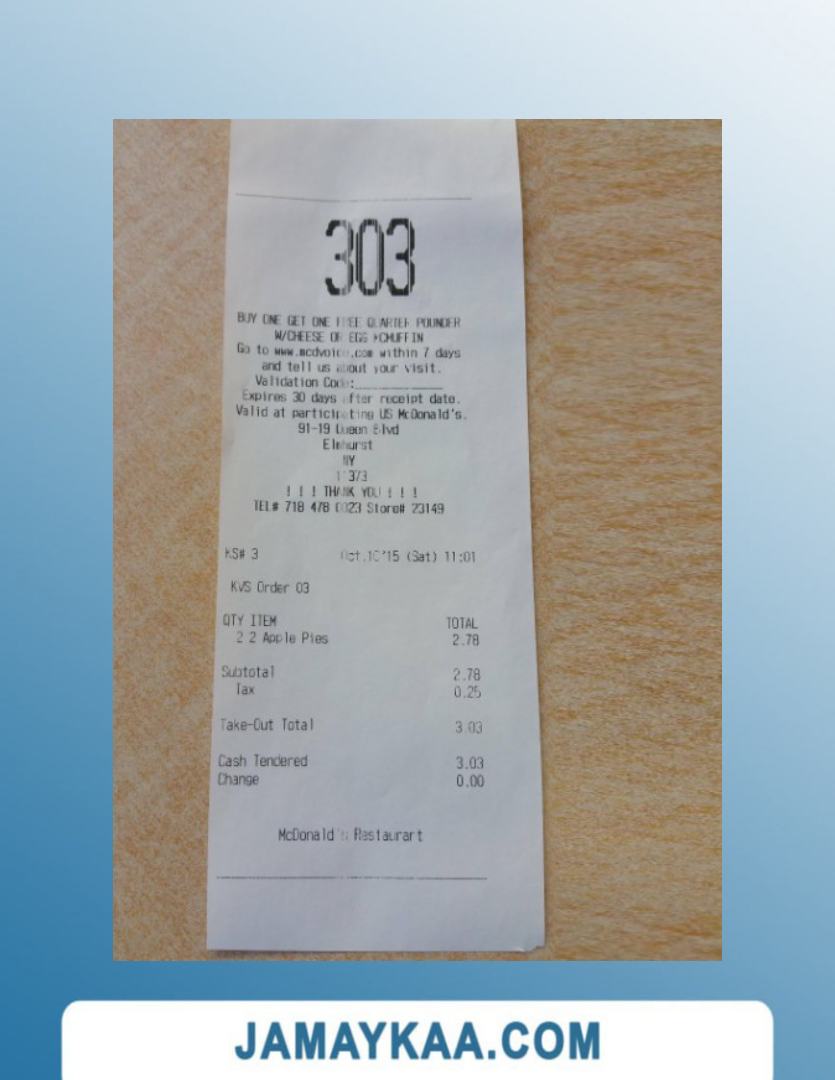 303
BUY ONE GET ONE FREE QUARTER POUNDER
W/CHEESE OR EGG MCMUFFIN
Go to www.mcdvoice.com within 7 days
and tell us about your visit.
Validation Code:____________
Expires 30 days after receipt date.
Valid at participating US McDonald's.
91-19 Queen Blvd
Elmhurst
NY
11373
! ! ! THANK YOU ! ! !
TEL# 718 478 0023 Store# 23149
KS# 3 Oct.10'15 (Sat) 11:01
KVS Order 03
QTY ITEM TOTAL
2 2 Apple Pies 2.78
Subtotal 2.78
Tax 0.25
Take-Out Total 3.03
Cash Tendered 3.03
Change 0.00
McDonald's Restaurant
JAMAYKAA.COM